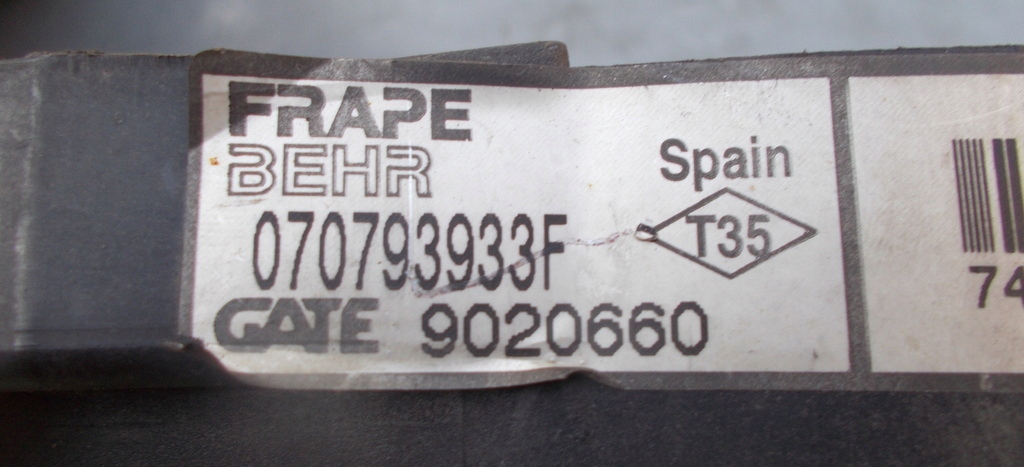 FRAPE
BEHR
Spain
070793933F
T35
GATE 9020660
74